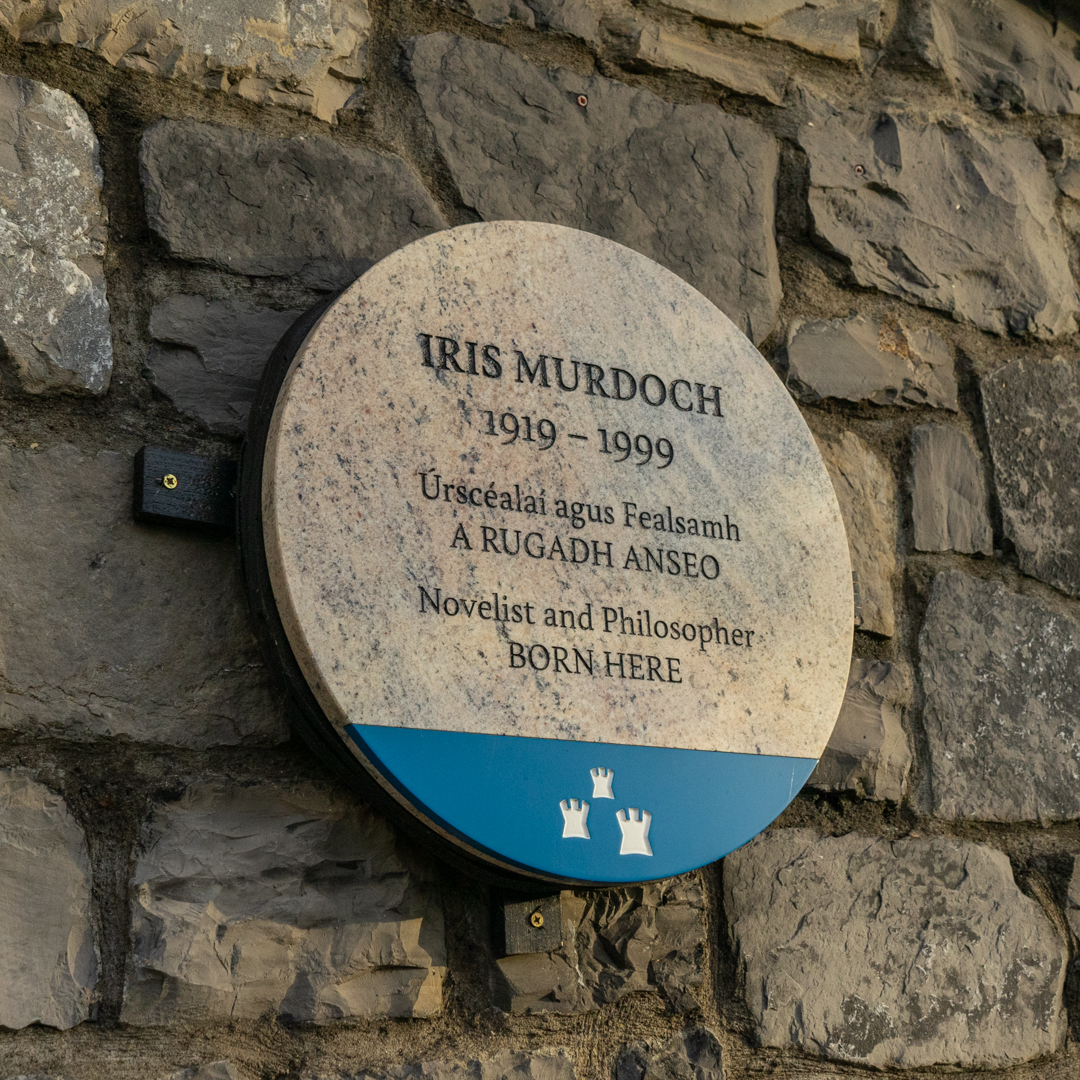 IRIS MURDOCH
1919 – 1999
Úrscéalaí agus Fealsamh
A RUGADH ANSEO
Novelist and Philosopher
BORN HERE